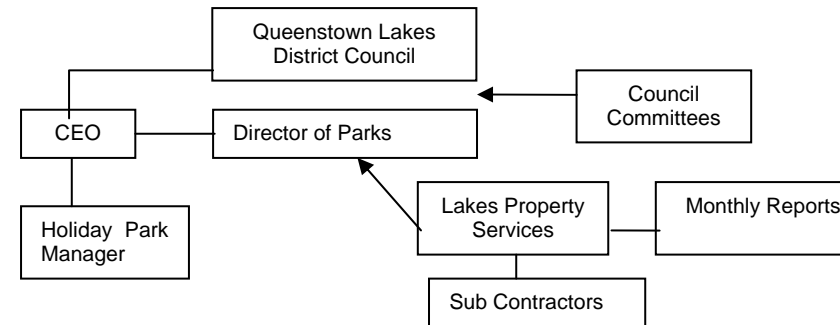 Queenstown Lakes
District Council
Council
Committees
CEO
Director of Parks
Lakes Property
Services
Monthly Reports
Holiday Park
Manager
Sub Contractors